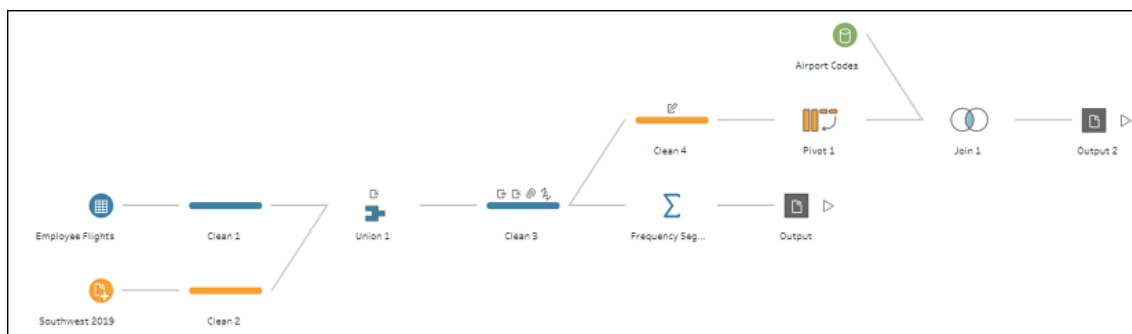 Airport Codes
Clean 4
Pivot 1
Join 1
Output 2
Employee Flights
Clean 1
Union 1
Clean 3
Frequency Seg...
Output
Southwest 2019
Clean 2